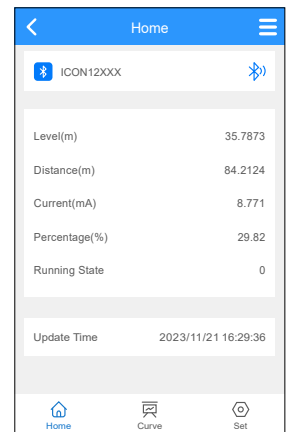 Home
ICON12XXX
Level(m) 35.7873
Distance(m) 84.2124
Current(mA) 8.771
Percentage(%) 29.82
Running State 0
Update Time 2023/11/21 16:29:36
Home Curve Set